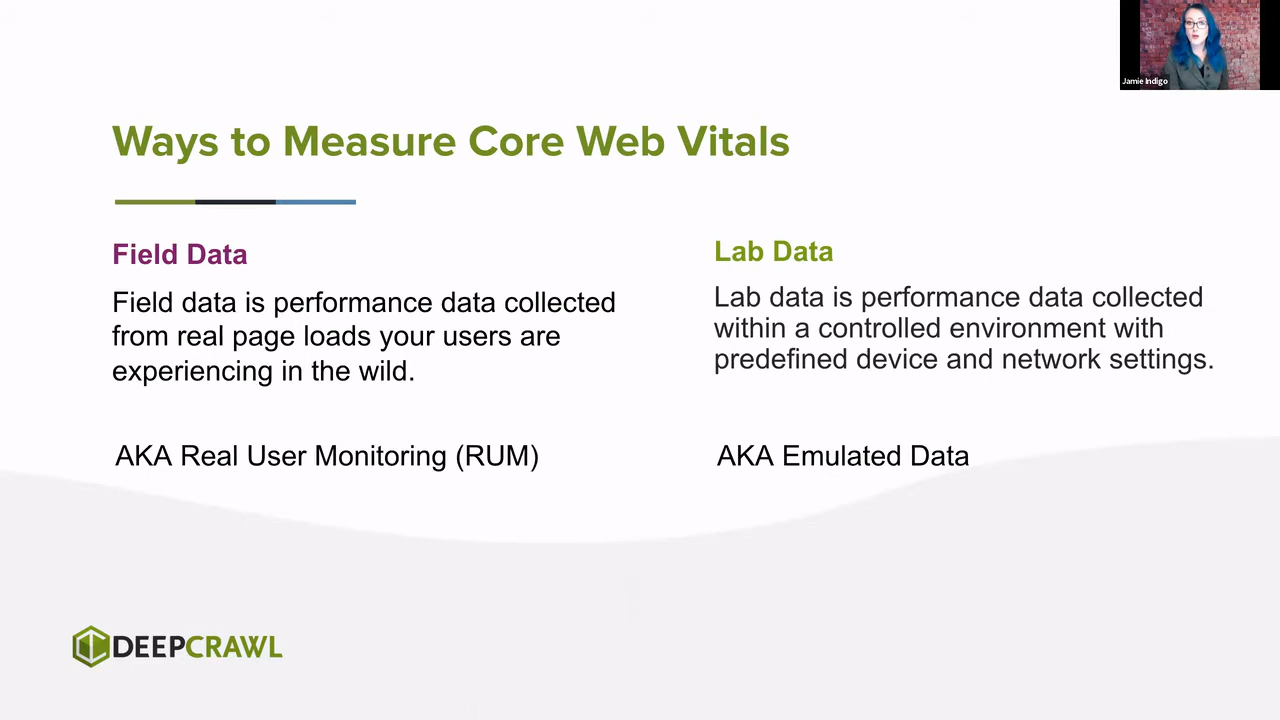 Jamie Indigo
Ways to Measure Core Web Vitals
Field Data
Field data is performance data collected
from real page loads your users are
experiencing in the wild.
AKA Real User Monitoring (RUM)
Lab Data
Lab data is performance data collected
within a controlled environment with
predefined device and network settings.
AKA Emulated Data
DEEPCRAWL